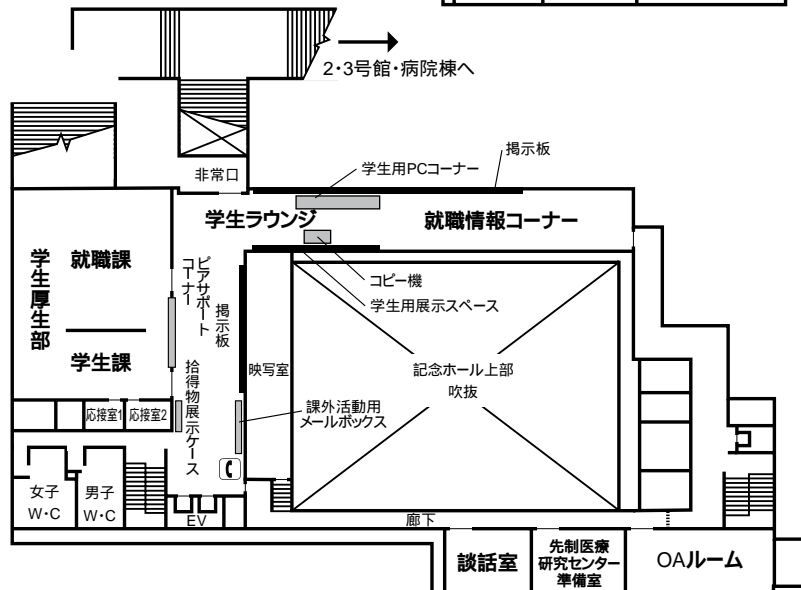 2・3号館・病院棟へ
掲示板
非常口
学生用PCコーナー
学生ラウンジ
就職情報コーナー
学生厚生部
就職課
ピアサポート
コーナー
掲示板
コピー機
学生用展示スペース
学生課
映写室
記念ホール上部
吹抜
拾得物展示ケース
課外活動用
メールボックス
応接室1
応接室2
女子
W・C
男子
W・C
EV
廊下
談話室
先制医療
研究センター
準備室
OAルーム